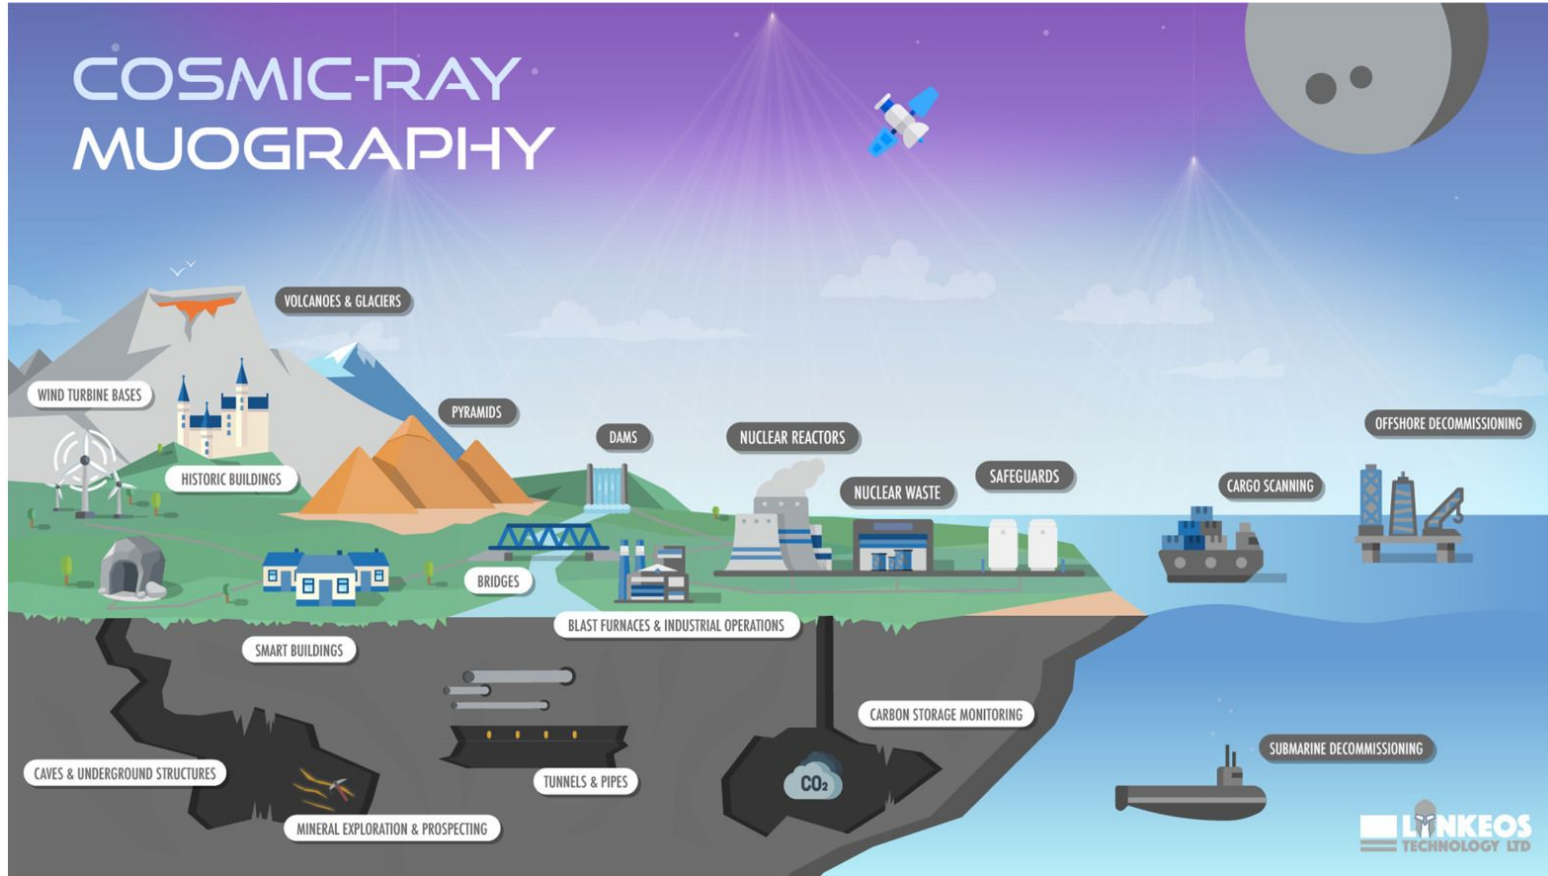 COSMIC-RAY
MUOGRAPHY
VOLCANOES & GLACIERS
WIND TURBINE BASES
PYRAMIDS
DAMS
NUCLEAR REACTORS
OFFSHORE DECOMMISSIONING
HISTORIC BUILDINGS
NUCLEAR WASTE
SAFEGUARDS
CARGO SCANNING
BRIDGES
BLAST FURNACES & INDUSTRIAL OPERATIONS
SMART BUILDINGS
CARBON STORAGE MONITORING
SUBMARINE DECOMMISSIONING
CAVES & UNDERGROUND STRUCTURES
TUNNELS & PIPES
CO₂
MINERAL EXPLORATION & PROSPECTING
LYNKEOS
TECHNOLOGY LTD